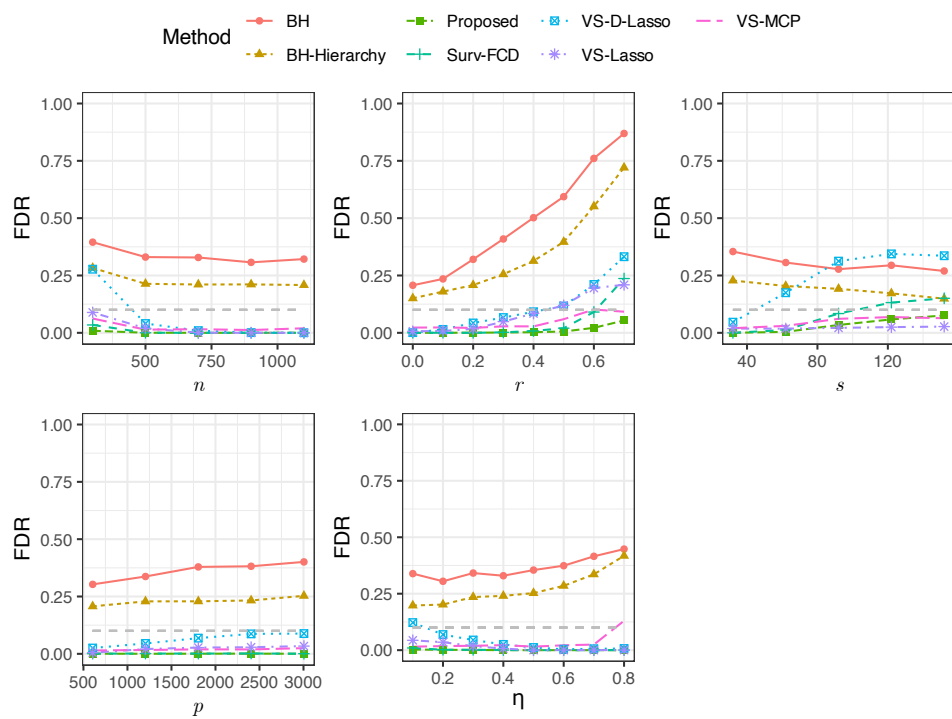 Method
BH
Proposed
VS-D-Lasso
VS-MCP
BH-Hierarchy
Surv-FCD
VS-Lasso
FDR
1.00
0.75
0.50
0.25
0.00
500 750 1000
n
FDR
1.00
0.75
0.50
0.25
0.00
0.0 0.2 0.4 0.6
r
FDR
1.00
0.75
0.50
0.25
0.00
40 80 120
s
FDR
1.00
0.75
0.50
0.25
0.00
500 1000 1500 2000 2500 3000
p
FDR
1.00
0.75
0.50
0.25
0.00
0.2 0.4 0.6 0.8
η